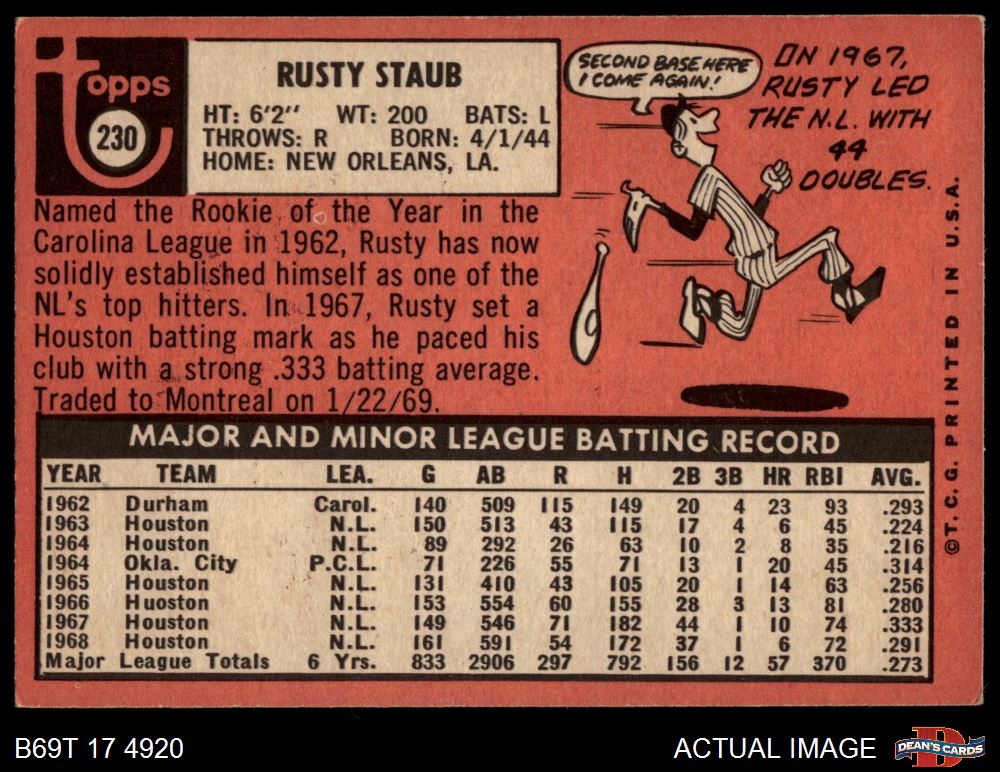 Topps
230
RUSTY STAUB
HT: 6'2" WT: 200 BATS: L
THROWS: R BORN: 4/1/44
HOME: NEW ORLEANS, LA.
SECOND BASE HERE
I COME AGAIN!
ON 1967,
RUSTY LED
THE N.L. WITH
44
DOUBLES.
Named the Rookie of the Year in the
Carolina League in 1962, Rusty has now
solidly established himself as one of the
NL's top hitters. In 1967, Rusty set a
Houston batting mark as he paced his
club with a strong .333 batting average.
Traded to Montreal on 1/22/69.
MAJOR AND MINOR LEAGUE BATTING RECORD
YEAR TEAM LEA. G AB R H 2B 3B HR RBI AVG.
1962 Durham Carol. 140 509 115 149 20 4 23 93 .293
1963 Houston N.L. 150 513 43 115 17 4 6 45 .224
1964 Houston N.L. 89 292 26 63 10 2 8 35 .216
1964 Okla. City P.C.L. 71 226 55 71 13 1 20 45 .314
1965 Houston N.L. 131 410 43 105 20 1 14 63 .256
1966 Huoston N.L. 153 554 60 155 28 3 13 81 .280
1967 Houston N.L. 149 546 71 182 44 1 10 74 .333
1968 Houston N.L. 161 591 54 172 37 1 6 72 .291
Major League Totals 6 Yrs. 833 2906 297 792 156 12 57 370 .273
©T.C.G. PRINTED IN U.S.A.
B69T 17 4920
ACTUAL IMAGE
D
DEAN'S CARDS